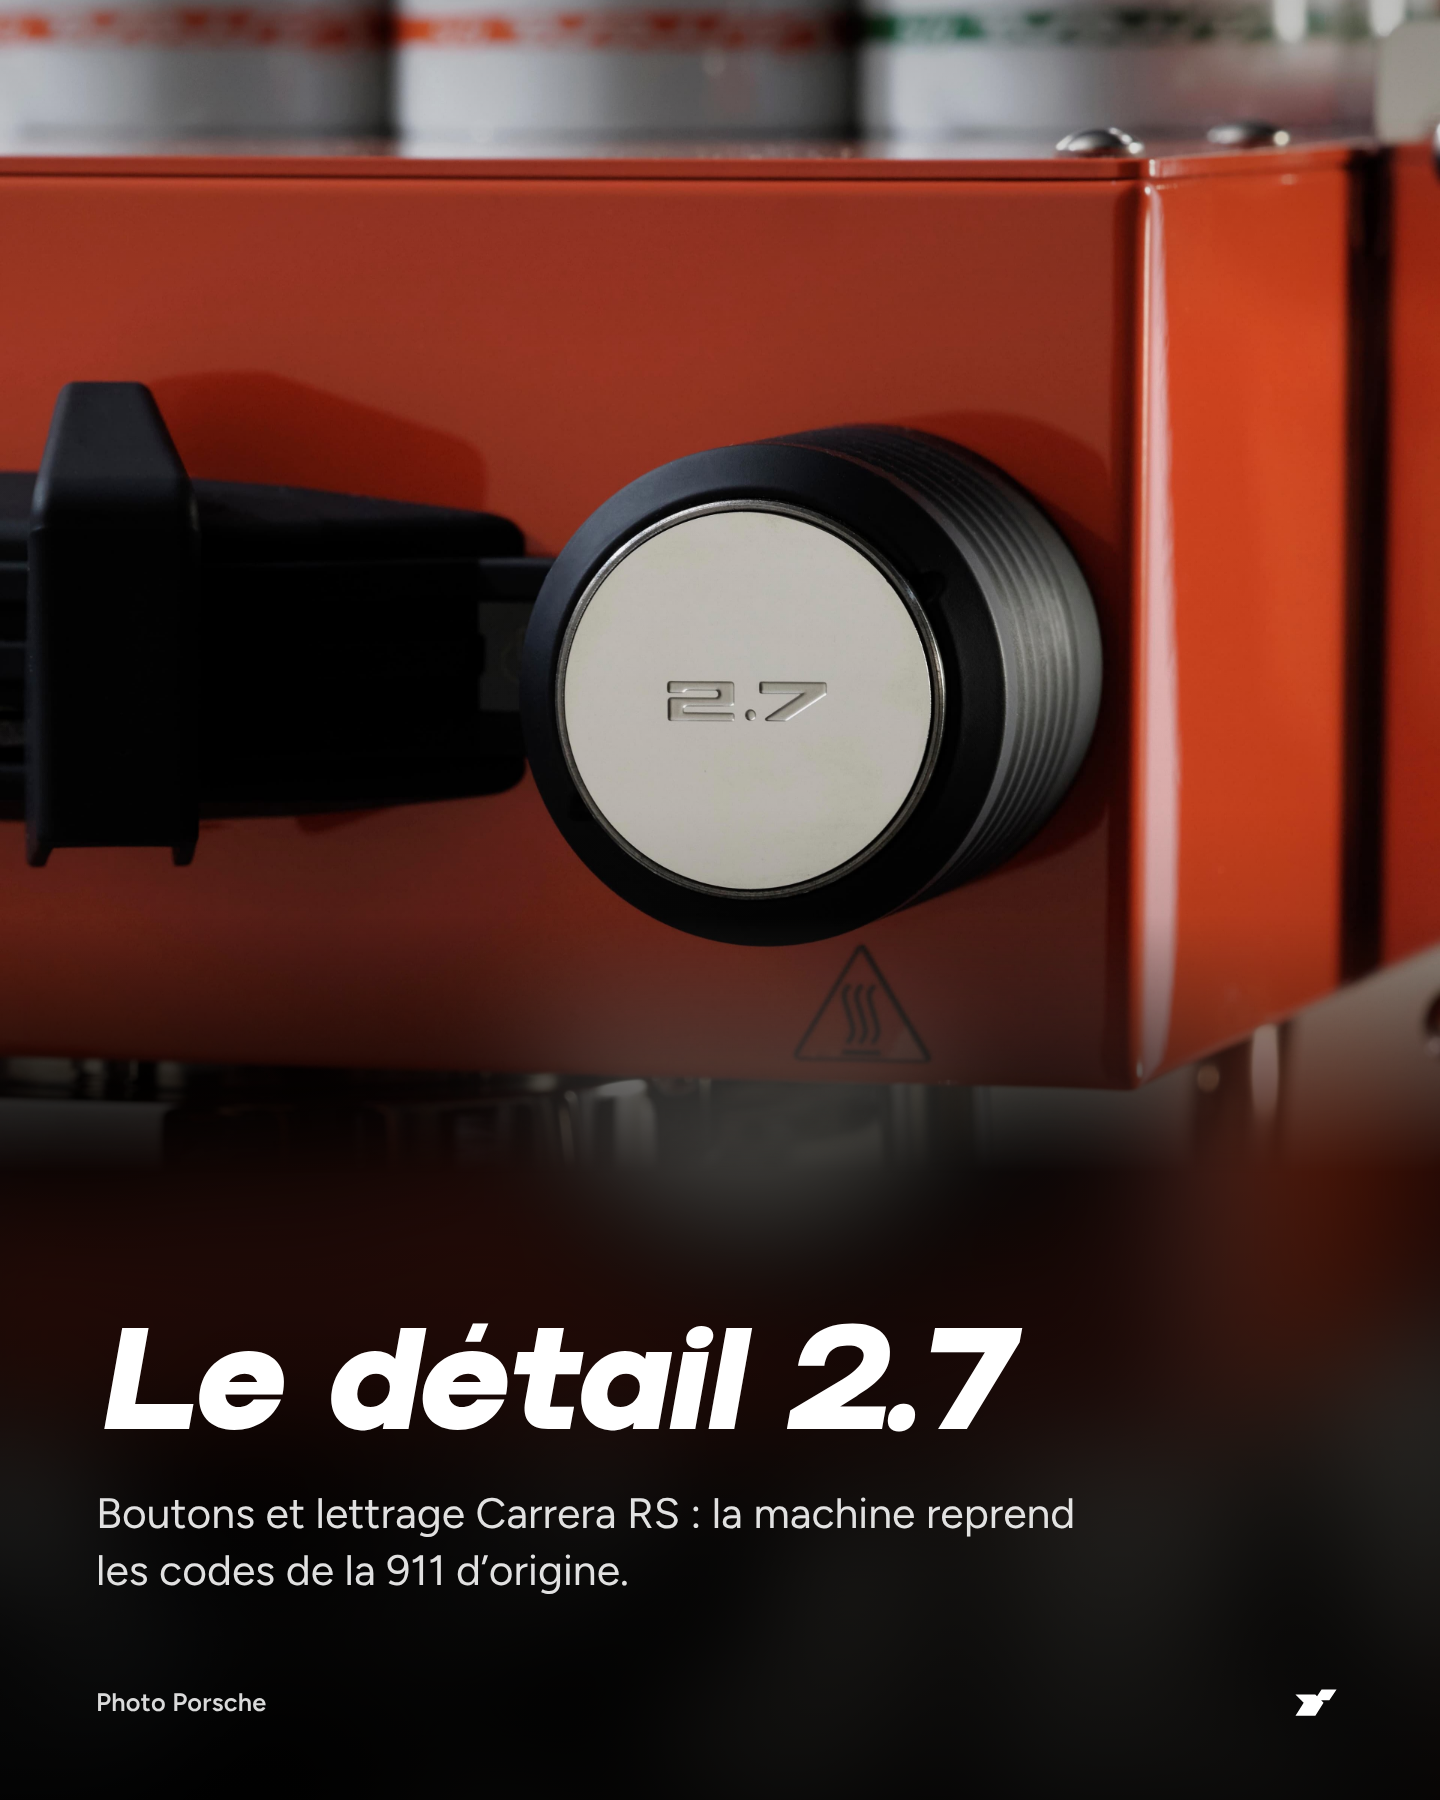 2.7
Le détail 2.7
Boutons et lettrage Carrera RS : la machine reprend
les codes de la 911 d’origine.
Photo Porsche